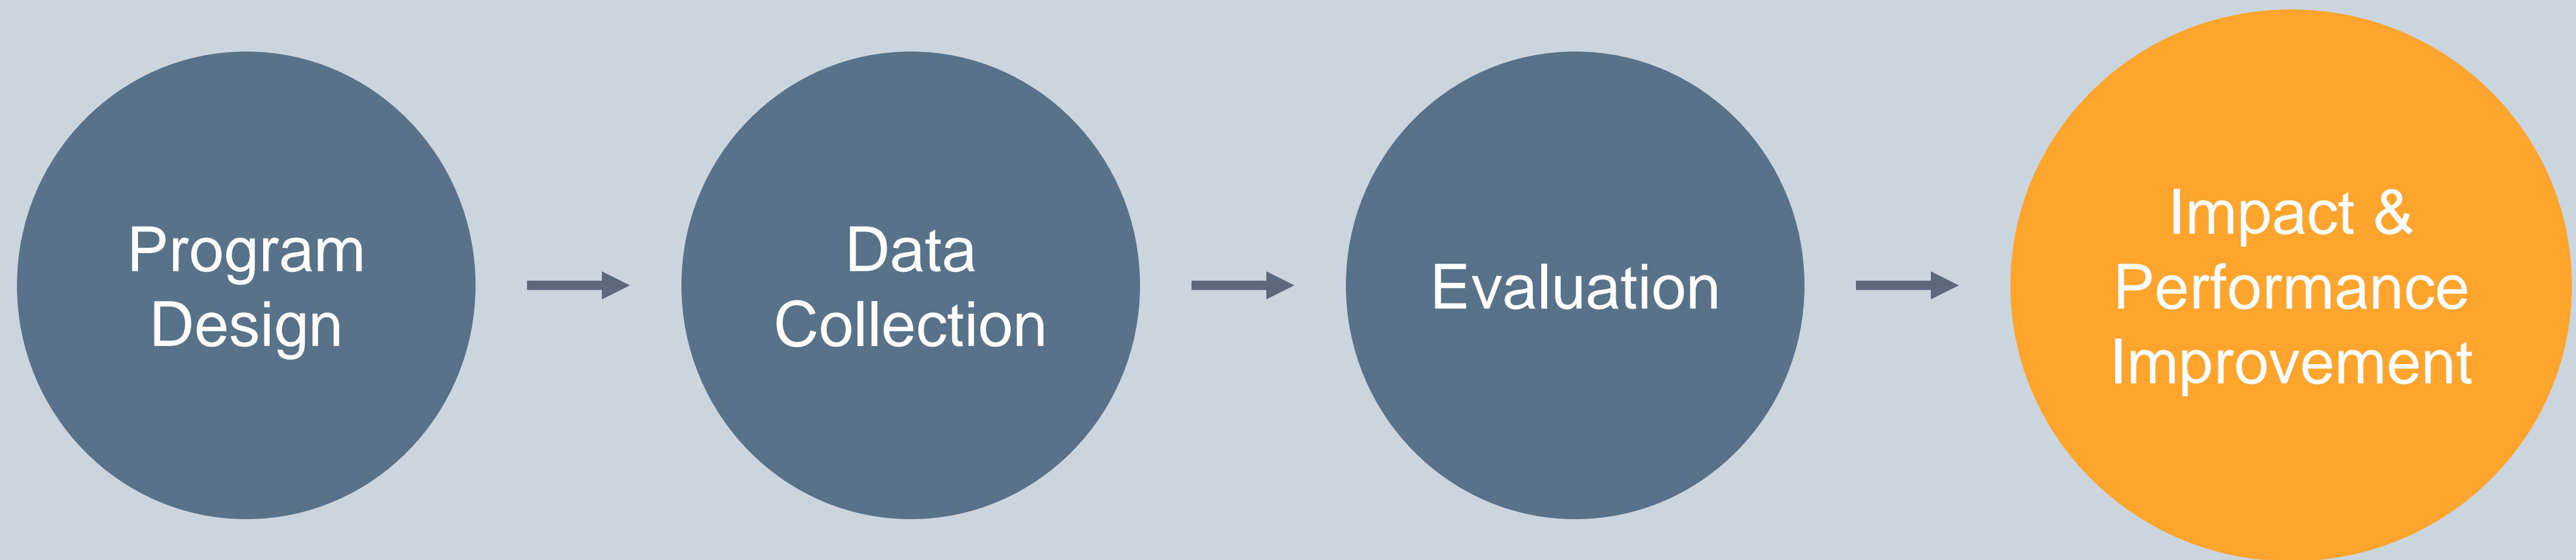 Program
Design
Data
Collection
Evaluation
Impact &
Performance
Improvement